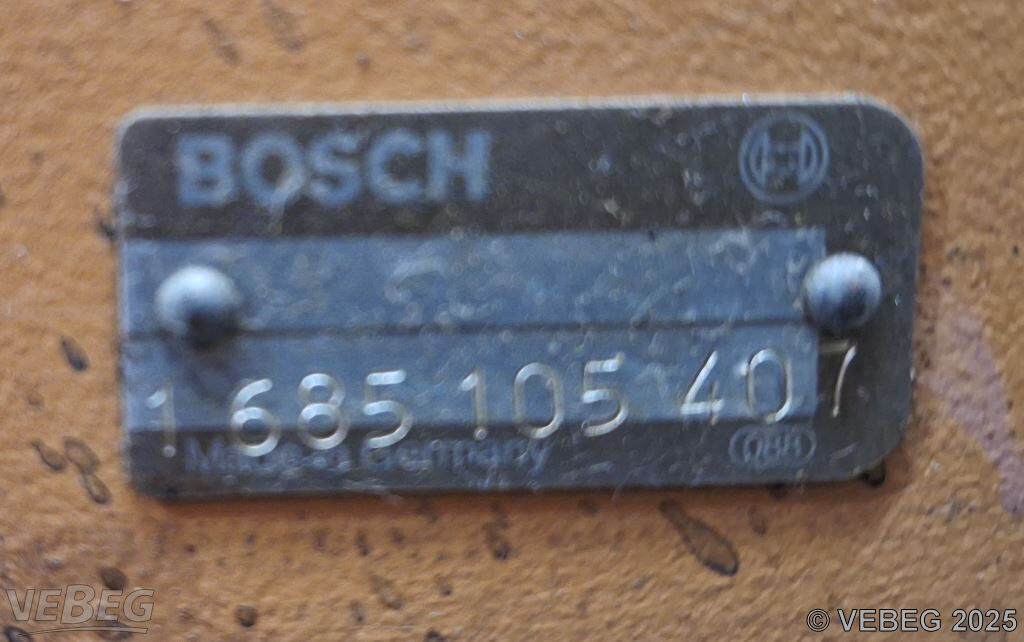 BOSCH
1 685 105 407
Made in Germany
VEBEG
© VEBEG 2025